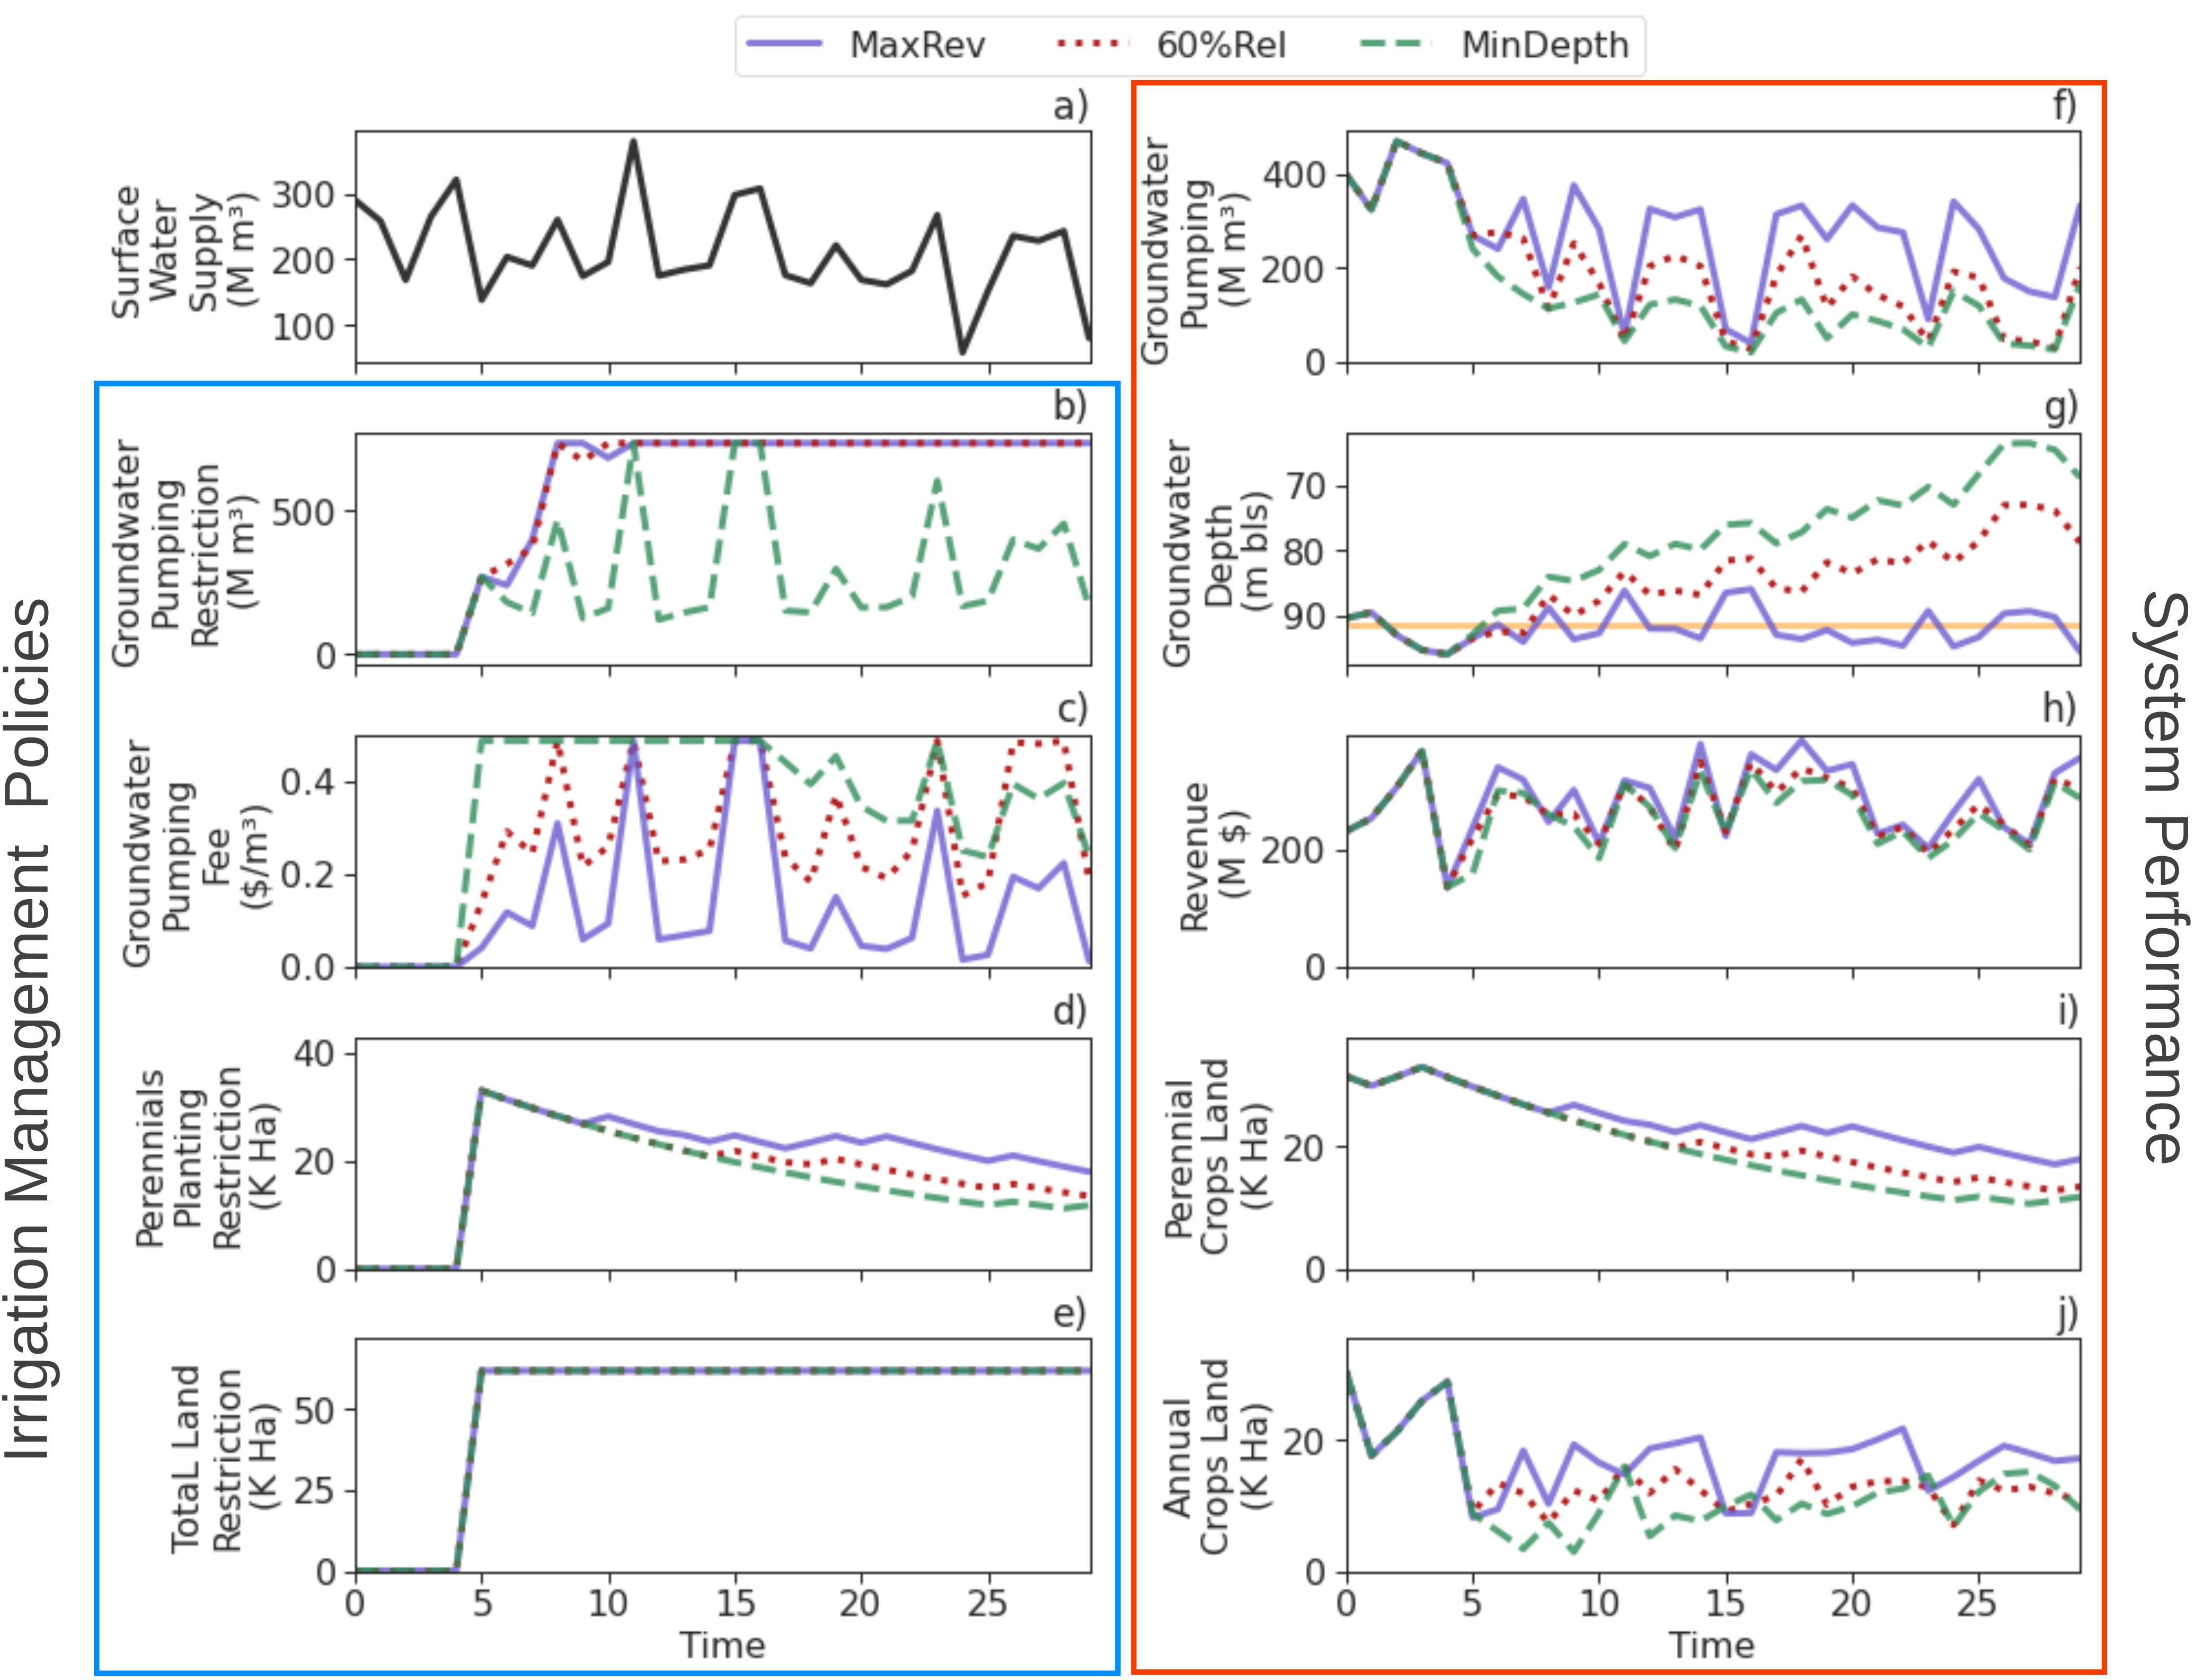 MaxRev 60%Rel MinDepth
Irrigation Management Policies
a)
Surface
Water
Supply
(M m³)
300
200
100
b)
Groundwater
Pumping
Restriction
(M m³)
500
0
c)
Groundwater
Pumping
Fee
($/m³)
0.4
0.2
0.0
d)
Perennials
Planting
Restriction
(K Ha)
40
20
0
e)
TotaL Land
Restriction
(K Ha)
50
25
0
0 5 10 15 20 25
Time
f)
Groundwater
Pumping
(M m³)
400
200
0
g)
Groundwater
Depth
(m bls)
70
80
90
h)
Revenue
(M $)
200
0
i)
Perennial
Crops Land
(K Ha)
20
0
j)
Annual
Crops Land
(K Ha)
20
0
0 5 10 15 20 25
Time
System Performance